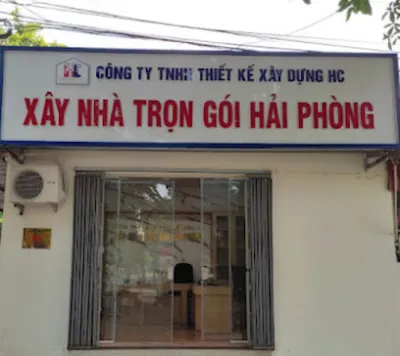 CÔNG TY TNHH THIẾT KẾ XÂY DỰNG HC
XÂY NHÀ TRỌN GÓI HẢI PHÒNG